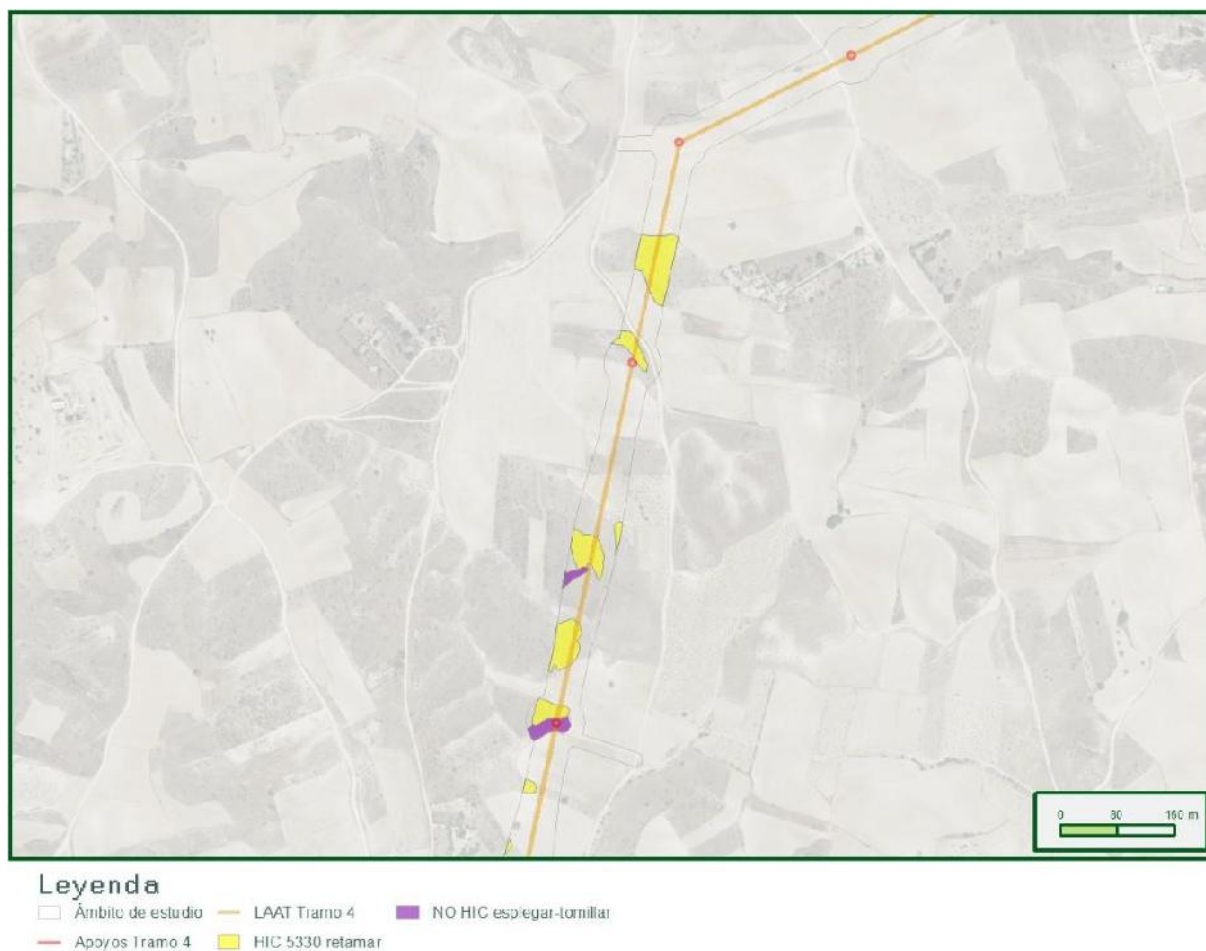 0 80 160 m
Leyenda
Ámbito de estudio LAAT Tramo 4 NO HIC esplegar-tomillar
Apoyos Tramo 4 HIC 5330 retamar